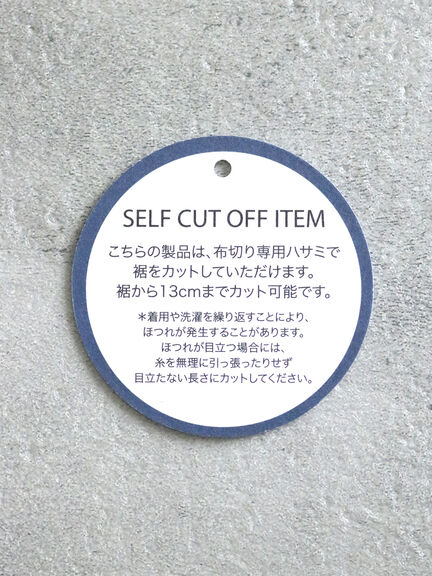 SELF CUT OFF ITEM
こちらの製品は、布切り専用ハサミで
裾をカットしていただけます。
裾から13cmまでカット可能です。
＊着用や洗濯を繰り返すことにより、
ほつれが発生することがあります。
ほつれが目立つ場合には、
糸を無理に引っ張ったりせず
目立たない長さにカットしてください。